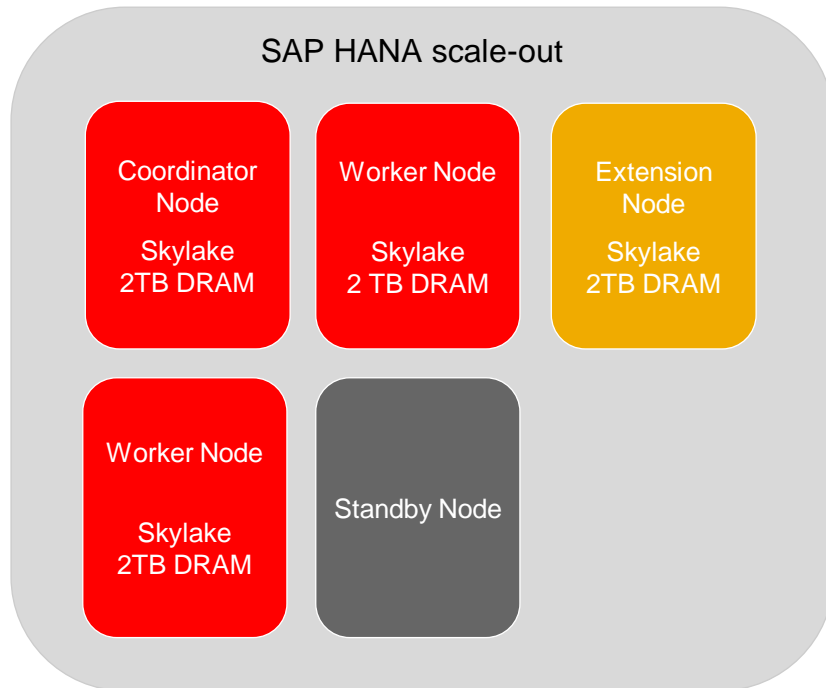 SAP HANA scale-out
Coordinator
Node
Skylake
2TB DRAM
Worker Node
Skylake
2 TB DRAM
Extension
Node
Skylake
2TB DRAM
Worker Node
Skylake
2TB DRAM
Standby Node